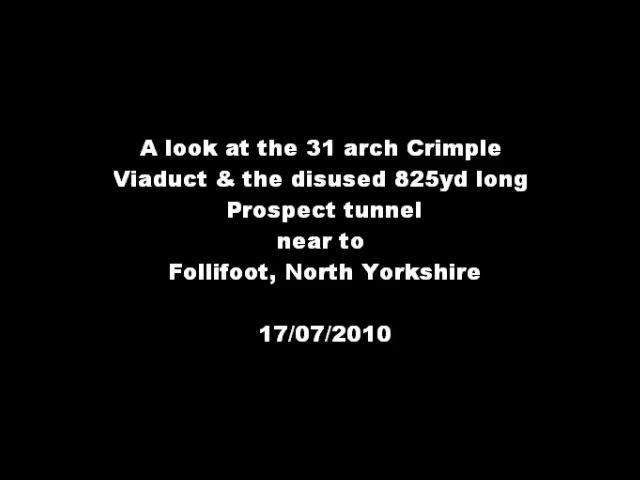 A look at the 31 arch Crimple
Viaduct & the disused 825yd long
Prospect tunnel
near to
Follifoot, North Yorkshire
17/07/2010